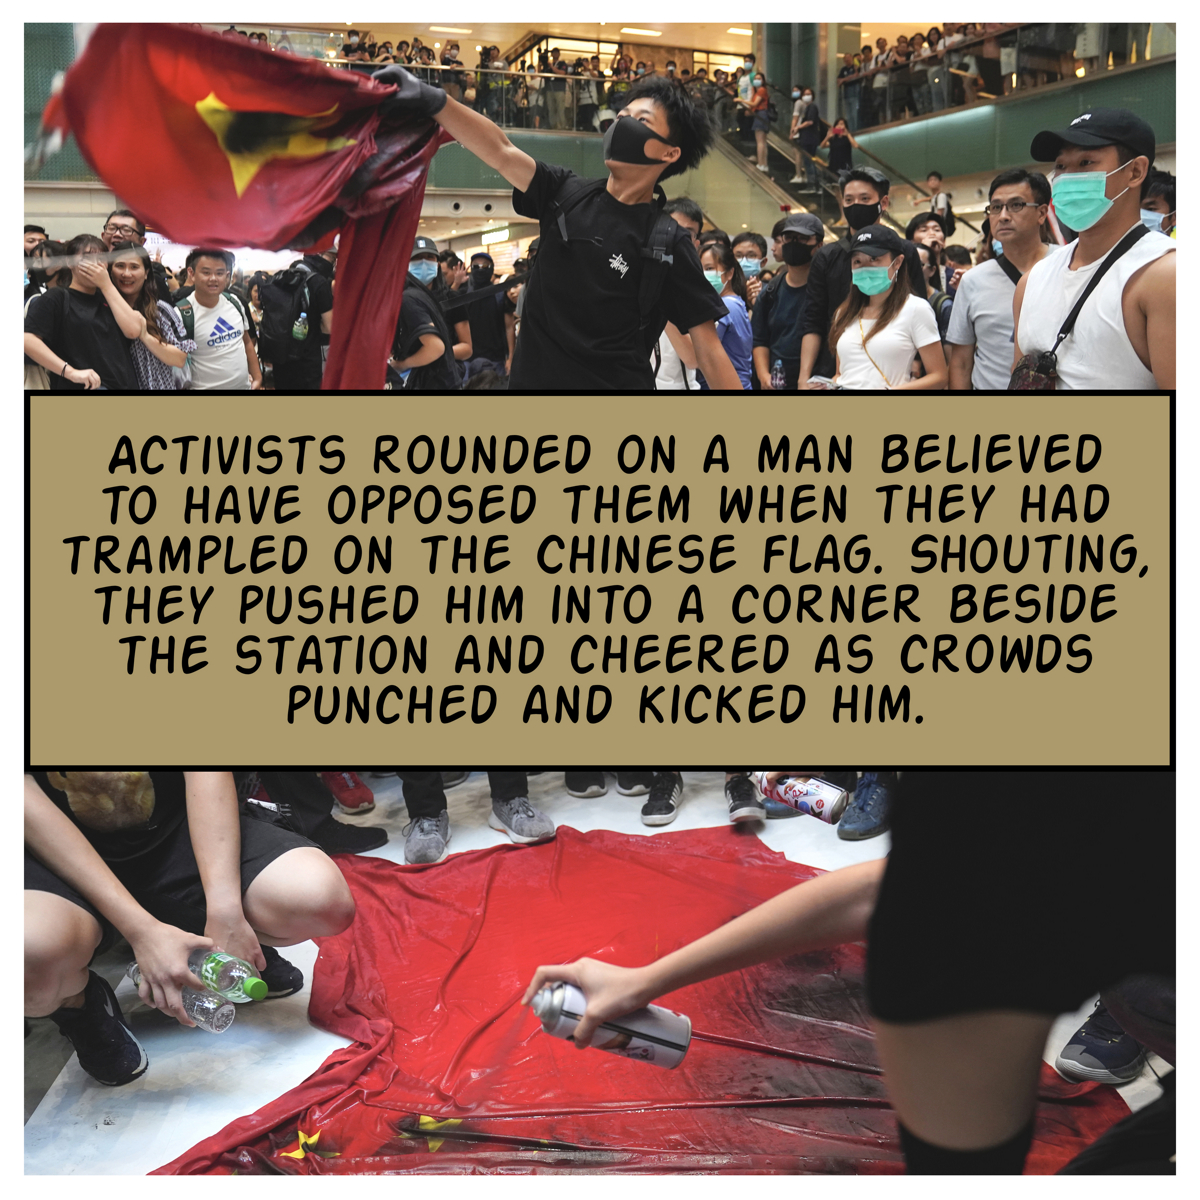 adidas
ACTIVISTS ROUNDED ON A MAN BELIEVED
TO HAVE OPPOSED THEM WHEN THEY HAD
TRAMPLED ON THE CHINESE FLAG. SHOUTING,
THEY PUSHED HIM INTO A CORNER BESIDE
THE STATION AND CHEERED AS CROWDS
PUNCHED AND KICKED HIM.